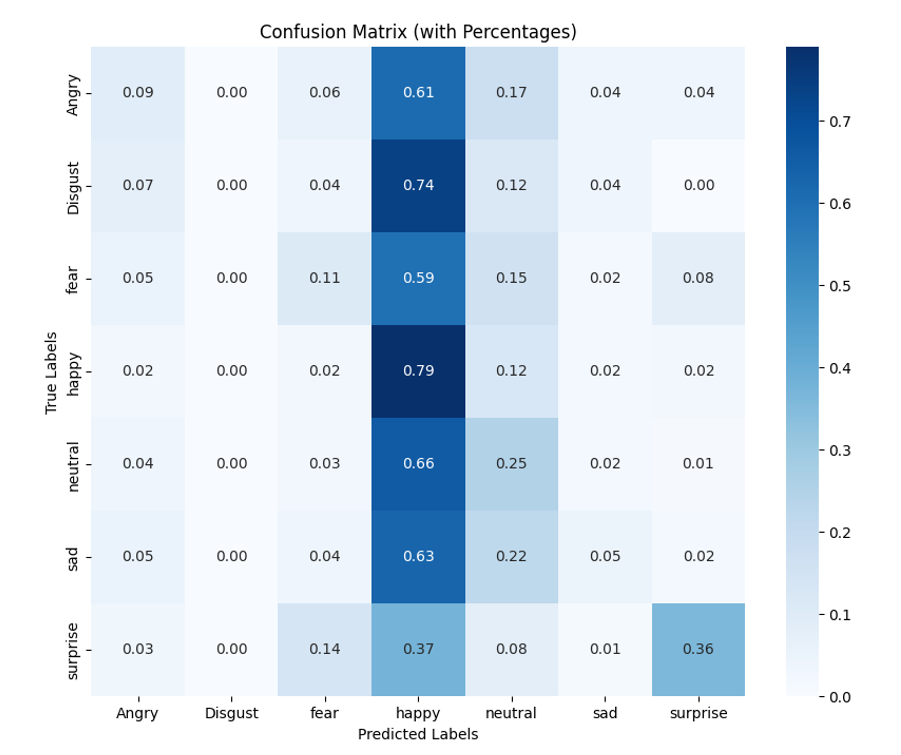 Confusion Matrix (with Percentages)
Angry 0.09 0.00 0.06 0.61 0.17 0.04 0.04
Disgust 0.07 0.00 0.04 0.74 0.12 0.04 0.00
fear 0.05 0.00 0.11 0.59 0.15 0.02 0.08
happy 0.02 0.00 0.02 0.79 0.12 0.02 0.02
neutral 0.04 0.00 0.03 0.66 0.25 0.02 0.01
sad 0.05 0.00 0.04 0.63 0.22 0.05 0.02
surprise 0.03 0.00 0.14 0.37 0.08 0.01 0.36
True Labels
Angry Disgust fear happy neutral sad surprise
Predicted Labels
0.7
0.6
0.5
0.4
0.3
0.2
0.1
0.0